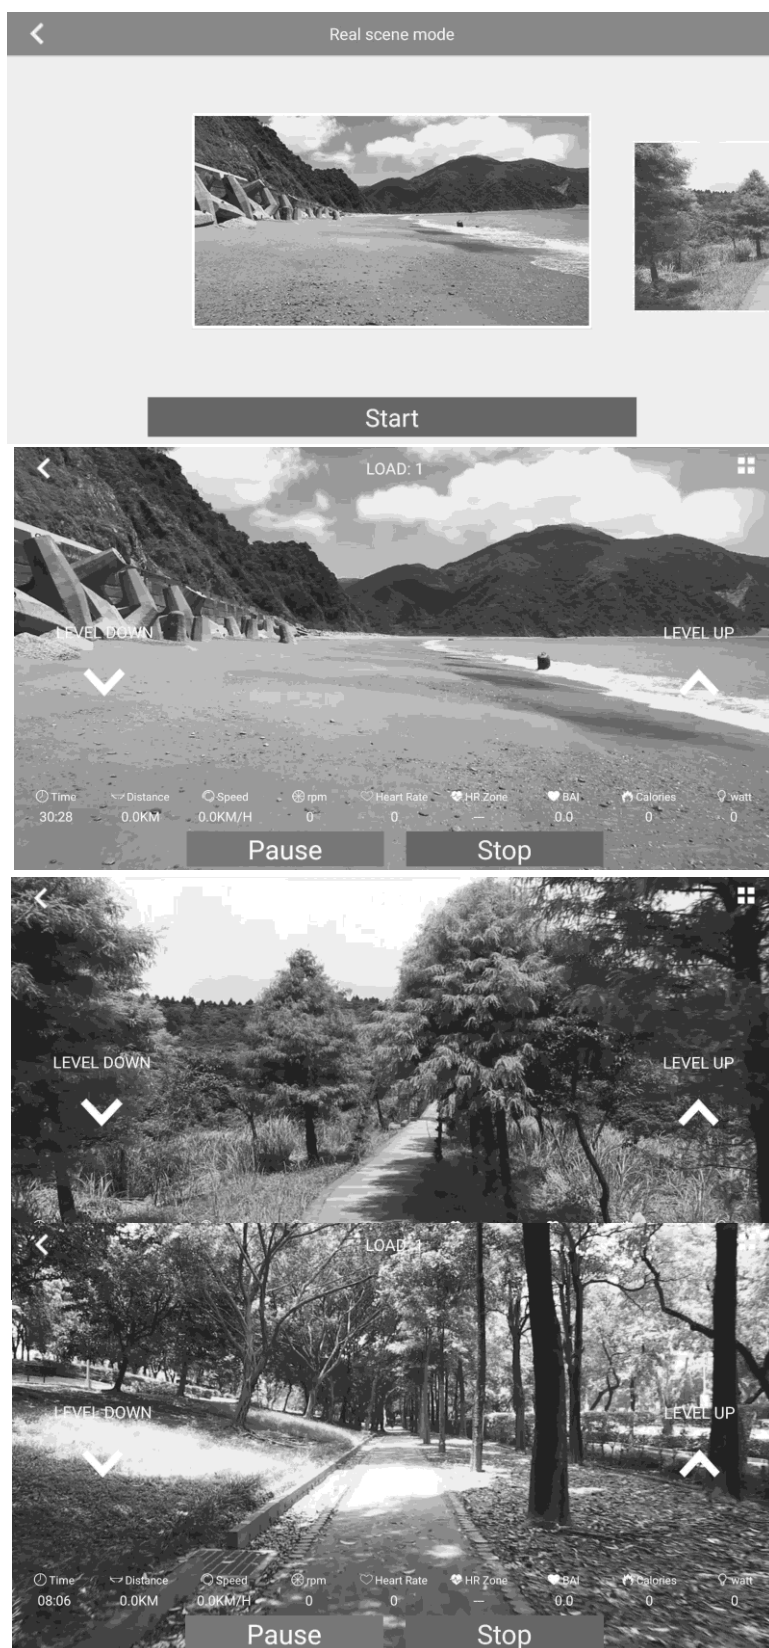 Real scene mode
Start
LOAD: 1
LEVEL DOWN LEVEL UP
Time Distance Speed rpm Heart Rate HR Zone BAI Calories watt
30:28 0.0KM 0.0KM/H 0 0 --- 0.0 0 0
Pause Stop
LEVEL DOWN LEVEL UP
LOAD: 1
LEVEL DOWN LEVEL UP
Time Distance Speed rpm Heart Rate HR Zone BAI Calories watt
08:06 0.0KM 0.0KM/H 0 0 --- 0.0 0 0
Pause Stop